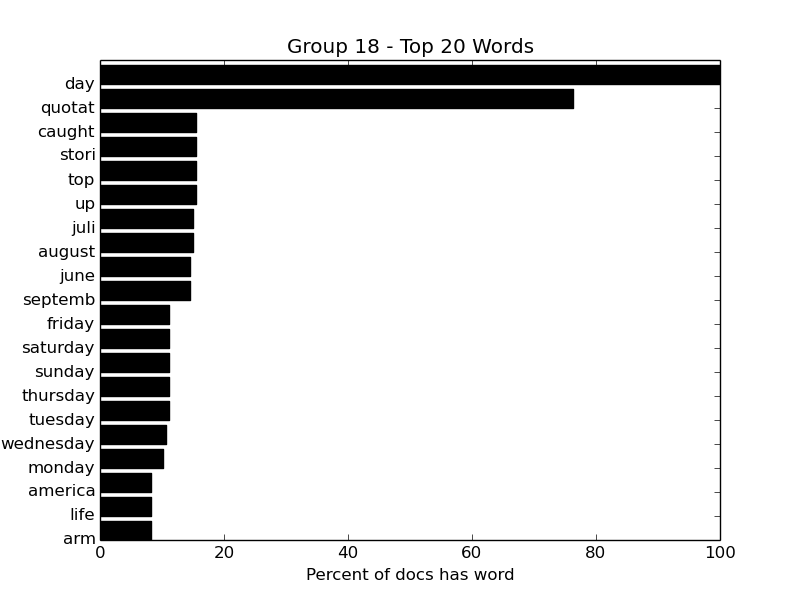 Group 18 - Top 20 Words
day
quotat
caught
stori
top
up
juli
august
june
septemb
friday
saturday
sunday
thursday
tuesday
wednesday
monday
america
life
arm
0 20 40 60 80 100
Percent of docs has word